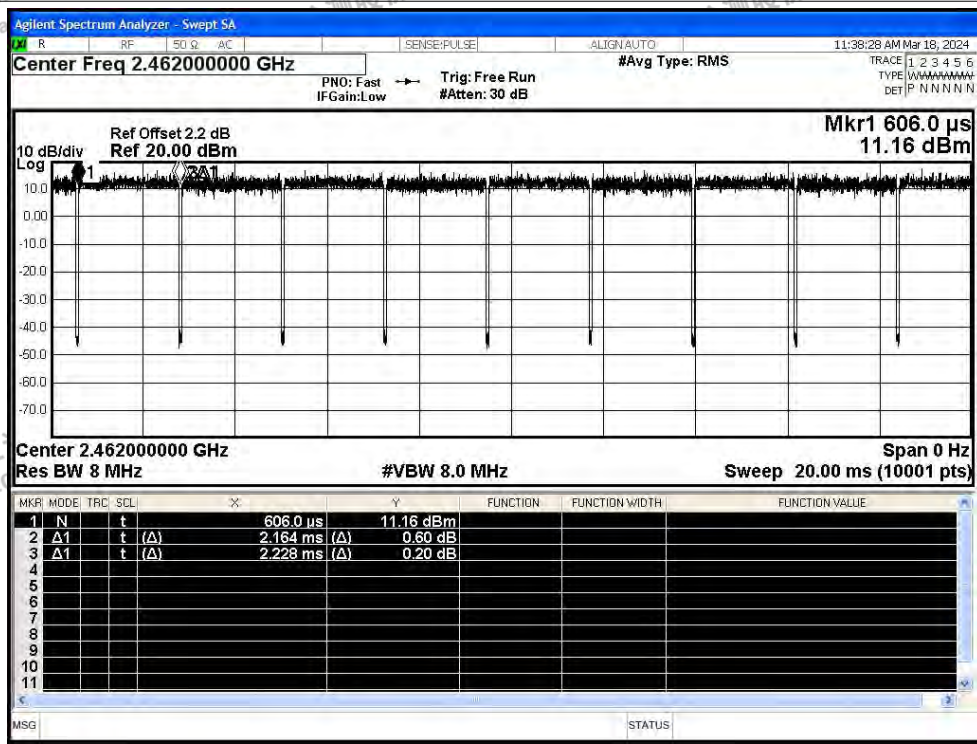 Agilent Spectrum Analyzer - Swept SA
R RF 50 Ω AC SENSE:PULSE ALIGN AUTO 11:38:28 AM Mar 18, 2024
Center Freq 2.462000000 GHz
#Avg Type: RMS
TRACE 1 2 3 4 5 6
PNO: Fast Trig: Free Run
TYPE WWWWWW
IFGain:Low #Atten: 30 dB
DET P N N N N N
Mkr1 606.0 µs
Ref Offset 2.2 dB
10 dB/div Ref 20.00 dBm
11.16 dBm
Log
1
3Δ1
10.0
0.00
-10.0
-20.0
-30.0
-40.0
-50.0
-60.0
-70.0
Center 2.462000000 GHz Span 0 Hz
Res BW 8 MHz #VBW 8.0 MHz Sweep 20.00 ms (10001 pts)
MKR MODE TRC SCL X Y FUNCTION FUNCTION WIDTH FUNCTION VALUE
1 N t 606.0 µs 11.16 dBm
2 Δ1 t (Δ) 2.164 ms (Δ) 0.60 dB
3 Δ1 t (Δ) 2.228 ms (Δ) 0.20 dB
4
5
6
7
8
9
10
11
MSG STATUS